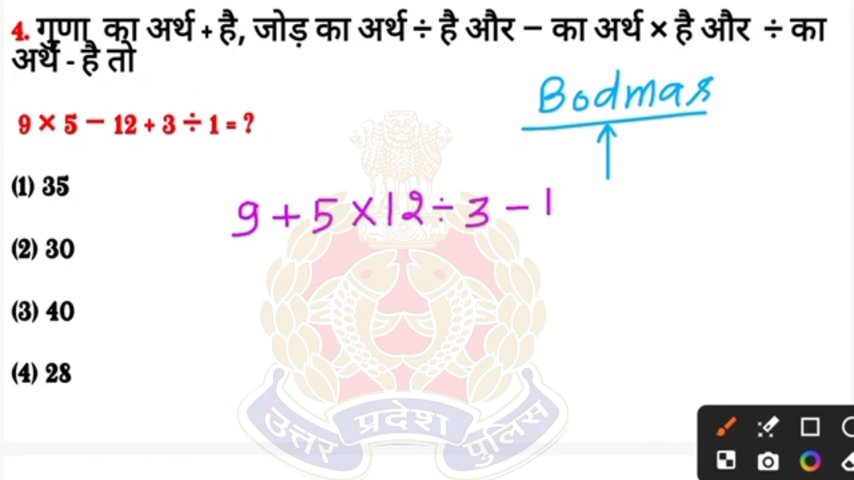 4. गुणा का अर्थ + है, जोड़ का अर्थ ÷ है और − का अर्थ × है और ÷ का
अर्थ - है तो
Bodmas
9 × 5 − 12 + 3 ÷ 1 = ?
(1) 35
9 + 5 × 12 ÷ 3 − 1
(2) 30
(3) 40
(4) 28
उत्तर प्रदेश पुलिस